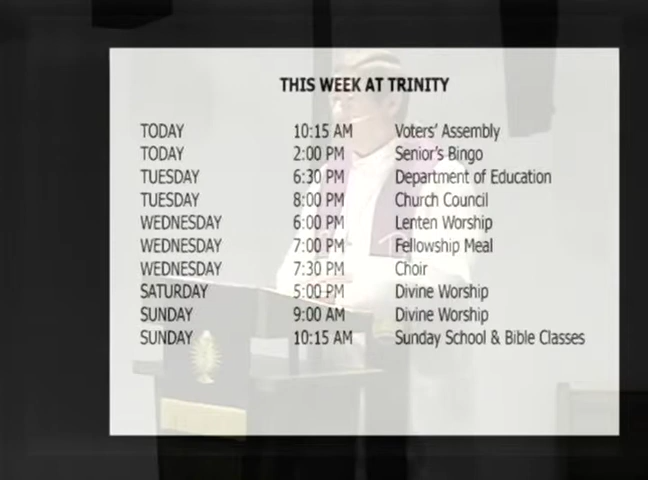 THIS WEEK AT TRINITY
TODAY 10:15 AM Voters' Assembly
TODAY 2:00 PM Senior's Bingo
TUESDAY 6:30 PM Department of Education
TUESDAY 8:00 PM Church Council
WEDNESDAY 6:00 PM Lenten Worship
WEDNESDAY 7:00 PM Fellowship Meal
WEDNESDAY 7:30 PM Choir
SATURDAY 5:00 PM Divine Worship
SUNDAY 9:00 AM Divine Worship
SUNDAY 10:15 AM Sunday School & Bible Classes